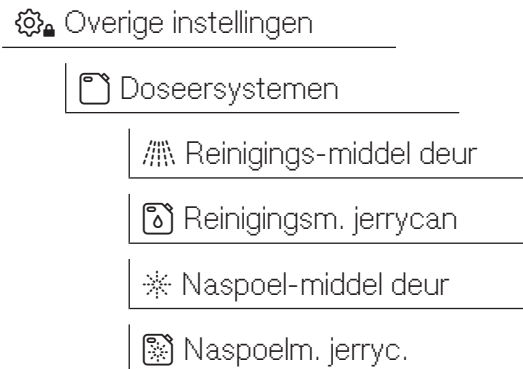 Overige instellingen
Doseersystemen
Reinigings-middel deur
Reinigingsm. jerrycan
Naspoel-middel deur
Naspoelm. jerryc.